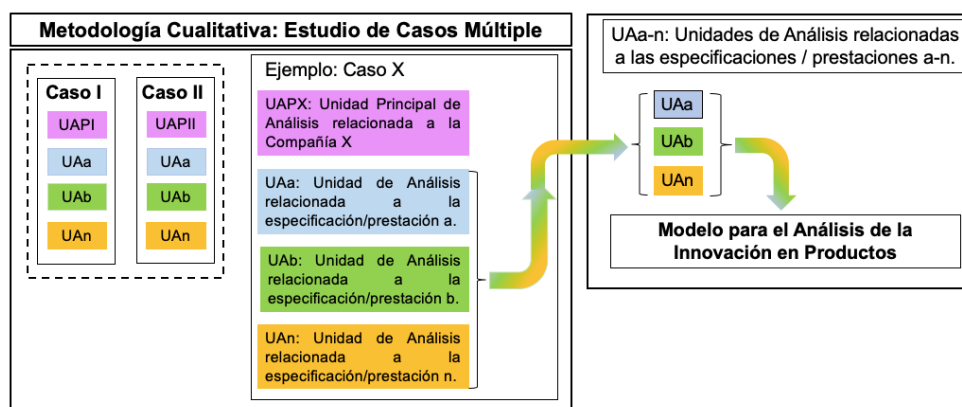 Metodología Cualitativa: Estudio de Casos Múltiple
Caso I
UAPI
UAa
UAb
UAn
Caso II
UAPII
UAa
UAb
UAn
Ejemplo: Caso X
UAPX: Unidad Principal de
Análisis relacionada a la
Compañía X
UAa: Unidad de Análisis
relacionada a la
especificación/prestación a.
UAb: Unidad de Análisis
relacionada a la
especificación/prestación b.
UAn: Unidad de Análisis
relacionada a la
especificación/prestación n.
UAa-n: Unidades de Análisis relacionadas
a las especificaciones / prestaciones a-n.
UAa
UAb
UAn
Modelo para el Análisis de la
Innovación en Productos